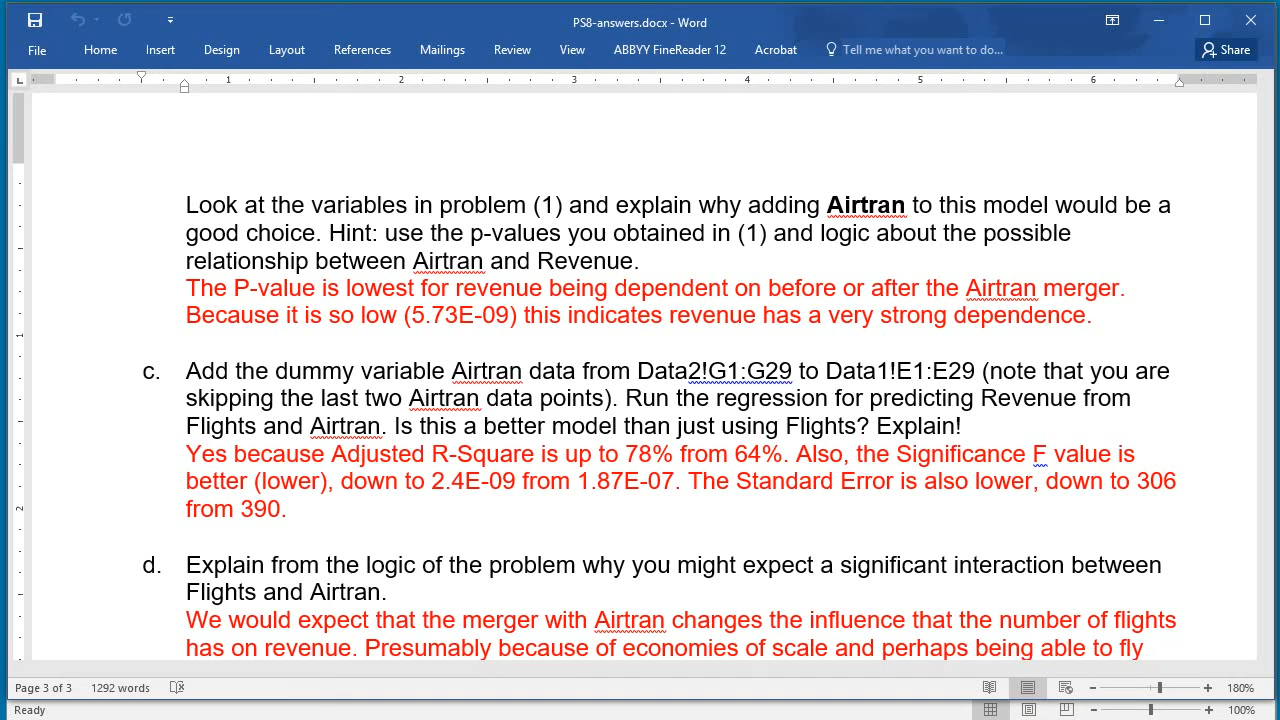 PS8-answers.docx - Word
File Home Insert Design Layout References Mailings Review View ABBYY FineReader 12 Acrobat Tell me what you want to do... Share
L 1 2 3 4 5 6
Look at the variables in problem (1) and explain why adding Airtran to this model would be a
good choice. Hint: use the p-values you obtained in (1) and logic about the possible
relationship between Airtran and Revenue.
The P-value is lowest for revenue being dependent on before or after the Airtran merger.
Because it is so low (5.73E-09) this indicates revenue has a very strong dependence.
1
c. Add the dummy variable Airtran data from Data2!G1:G29 to Data1!E1:E29 (note that you are
skipping the last two Airtran data points). Run the regression for predicting Revenue from
Flights and Airtran. Is this a better model than just using Flights? Explain!
Yes because Adjusted R-Square is up to 78% from 64%. Also, the Significance F value is
better (lower), down to 2.4E-09 from 1.87E-07. The Standard Error is also lower, down to 306
from 390.
2
d. Explain from the logic of the problem why you might expect a significant interaction between
Flights and Airtran.
We would expect that the merger with Airtran changes the influence that the number of flights
has on revenue. Presumably because of economies of scale and perhaps being able to fly
Page 3 of 3 1292 words 180%
Ready 100%